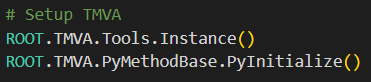 # Setup TMVA
ROOT.TMVA.Tools.Instance()
ROOT.TMVA.PyMethodBase.PyInitialize()